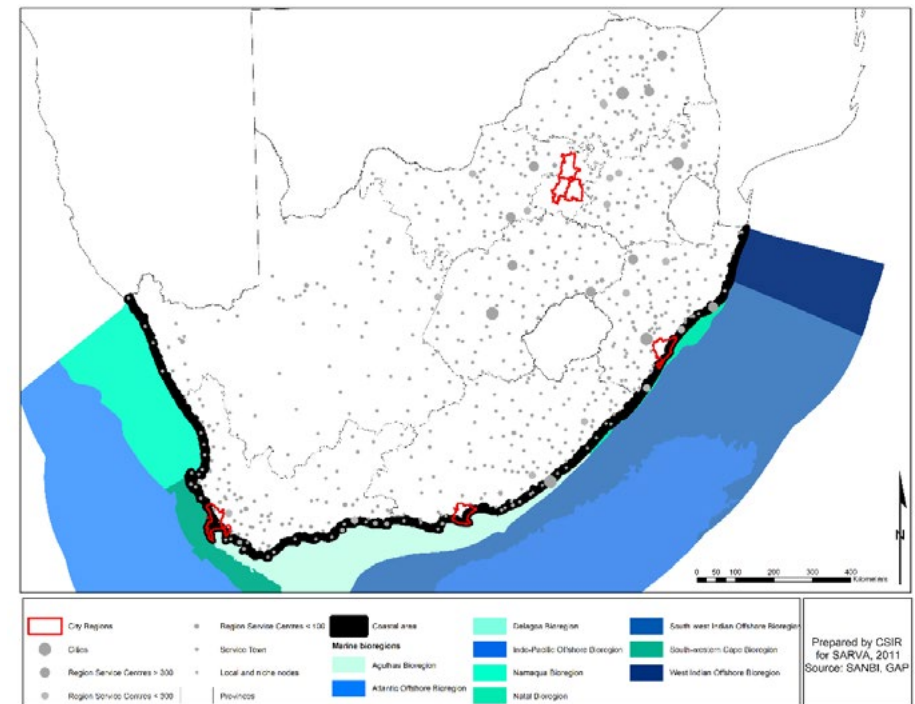 N
0 50 100 200 300 400
Kilometers
City Regions
Cities
Region Service Centres > 300
Region Service Centres < 300
Region Service Centres < 100
Service Town
Local and niche nodes
Provinces
Coastal area
Marine bioregions
Agulhas Bioregion
Atlantic Offshore Bioregion
Delagoa Bioregion
Indo-Pacific Offshore Bioregion
Namaqua Bioregion
Natal Bioregion
South west Indian Offshore Bioregion
South-western Cape Bioregion
West Indian Offshore Bioregion
Prepared by CSIR
for SARVA, 2011
Source: SANBI, GAP